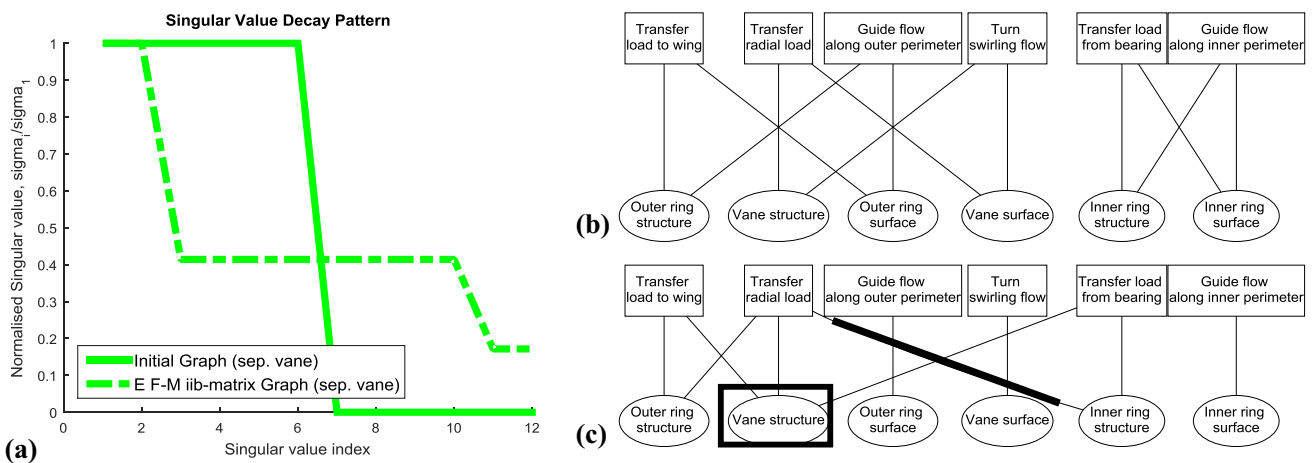 Singular Value Decay Pattern
Normalised Singular value, sigma_i/sigma_1
1
0.9
0.8
0.7
0.6
0.5
0.4
0.3
0.2
0.1
0
Initial Graph (sep. vane)
E F-M iib-matrix Graph (sep. vane)
0 2 4 6 8 10 12
Singular value index
(a)
Transfer
load to wing
Transfer
radial load
Guide flow
along outer perimeter
Turn
swirling flow
Transfer load
from bearing
Guide flow
along inner perimeter
Outer ring
structure
Vane structure
Outer ring
surface
Vane surface
Inner ring
structure
Inner ring
surface
(b)
Transfer
load to wing
Transfer
radial load
Guide flow
along outer perimeter
Turn
swirling flow
Transfer load
from bearing
Guide flow
along inner perimeter
Outer ring
structure
Vane structure
Outer ring
surface
Vane surface
Inner ring
structure
Inner ring
surface
(c)